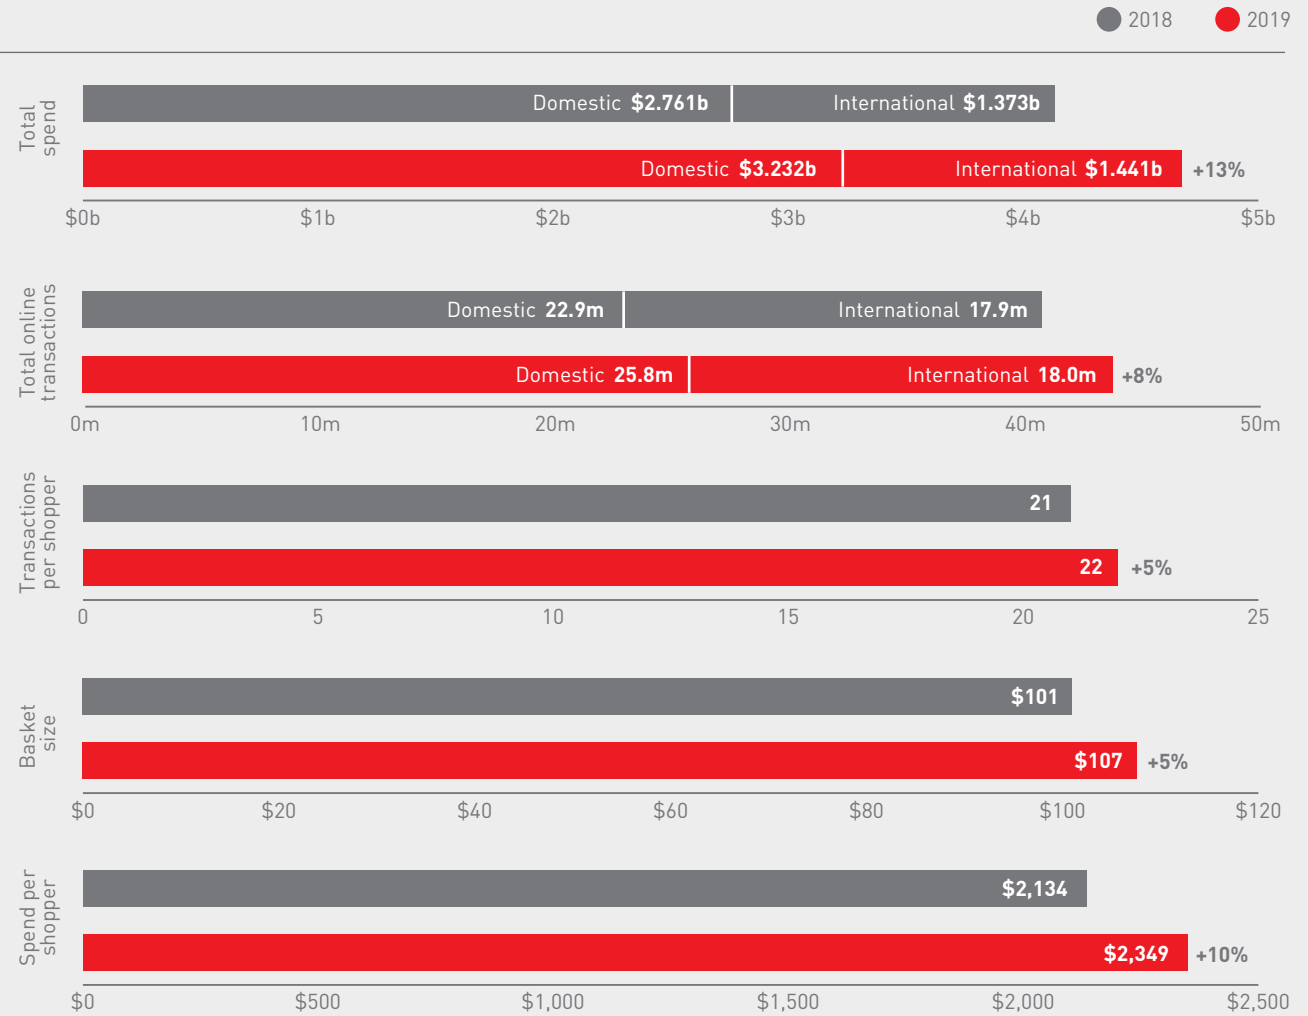 2018 2019
Total
spend
Domestic $2.761b International $1.373b
Domestic $3.232b International $1.441b +13%
$0b $1b $2b $3b $4b $5b
Total online
transactions
Domestic 22.9m International 17.9m
Domestic 25.8m International 18.0m +8%
0m 10m 20m 30m 40m 50m
Transactions
per shopper
21
22 +5%
0 5 10 15 20 25
Basket
size
$101
$107 +5%
$0 $20 $40 $60 $80 $100 $120
Spend per
shopper
$2,134
$2,349 +10%
$0 $500 $1,000 $1,500 $2,000 $2,500